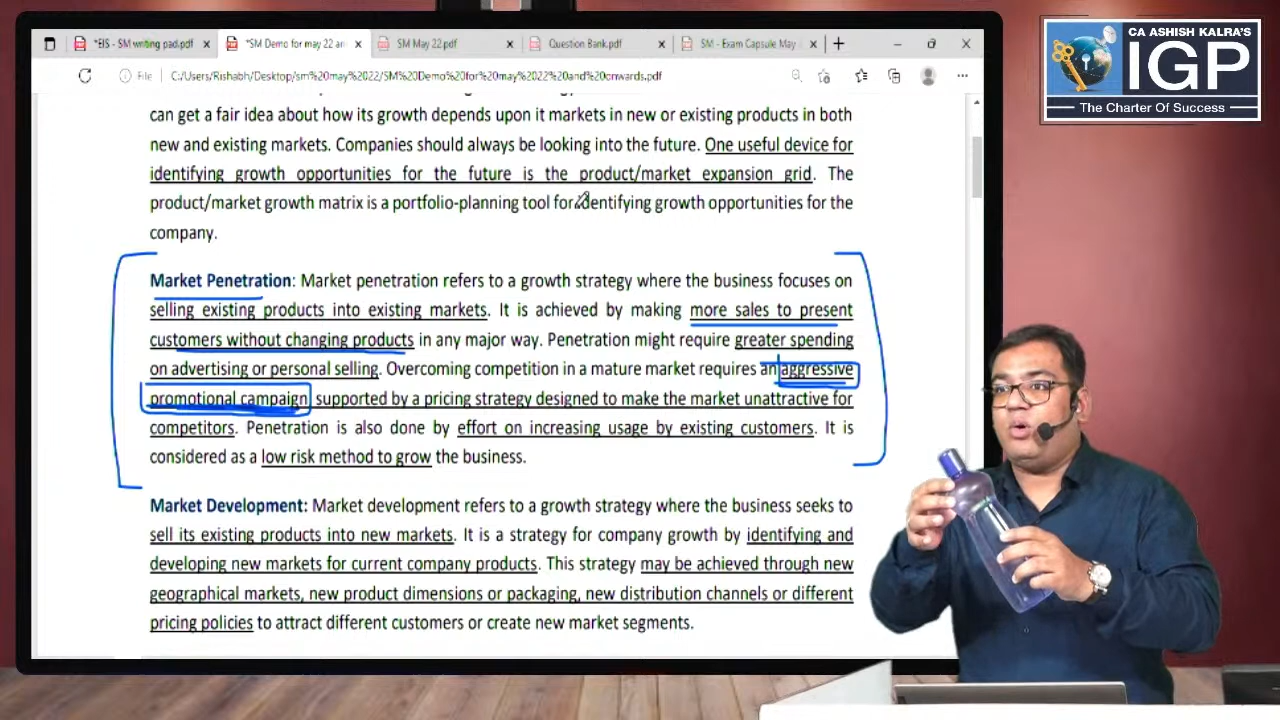 *EIS - SM writing pad.pdf
*SM Demo for may 22 an
SM May 22.pdf
Question Bank.pdf
SM - Exam Capsule May
File
C:/Users/Rishabh/Desktop/sm%20may%2022/SM%20Demo%20for%20may%2022%20and%20onwards.pdf
CA ASHISH KALRA'S
IGP
The Charter Of Success
can get a fair idea about how its growth depends upon it markets in new or existing products in both
new and existing markets. Companies should always be looking into the future. One useful device for
identifying growth opportunities for the future is the product/market expansion grid. The
product/market growth matrix is a portfolio-planning tool for identifying growth opportunities for the
company.
Market Penetration: Market penetration refers to a growth strategy where the business focuses on
selling existing products into existing markets. It is achieved by making more sales to present
customers without changing products in any major way. Penetration might require greater spending
on advertising or personal selling. Overcoming competition in a mature market requires an aggressive
promotional campaign, supported by a pricing strategy designed to make the market unattractive for
competitors. Penetration is also done by effort on increasing usage by existing customers. It is
considered as a low risk method to grow the business.
Market Development: Market development refers to a growth strategy where the business seeks to
sell its existing products into new markets. It is a strategy for company growth by identifying and
developing new markets for current company products. This strategy may be achieved through new
geographical markets, new product dimensions or packaging, new distribution channels or different
pricing policies to attract different customers or create new market segments.